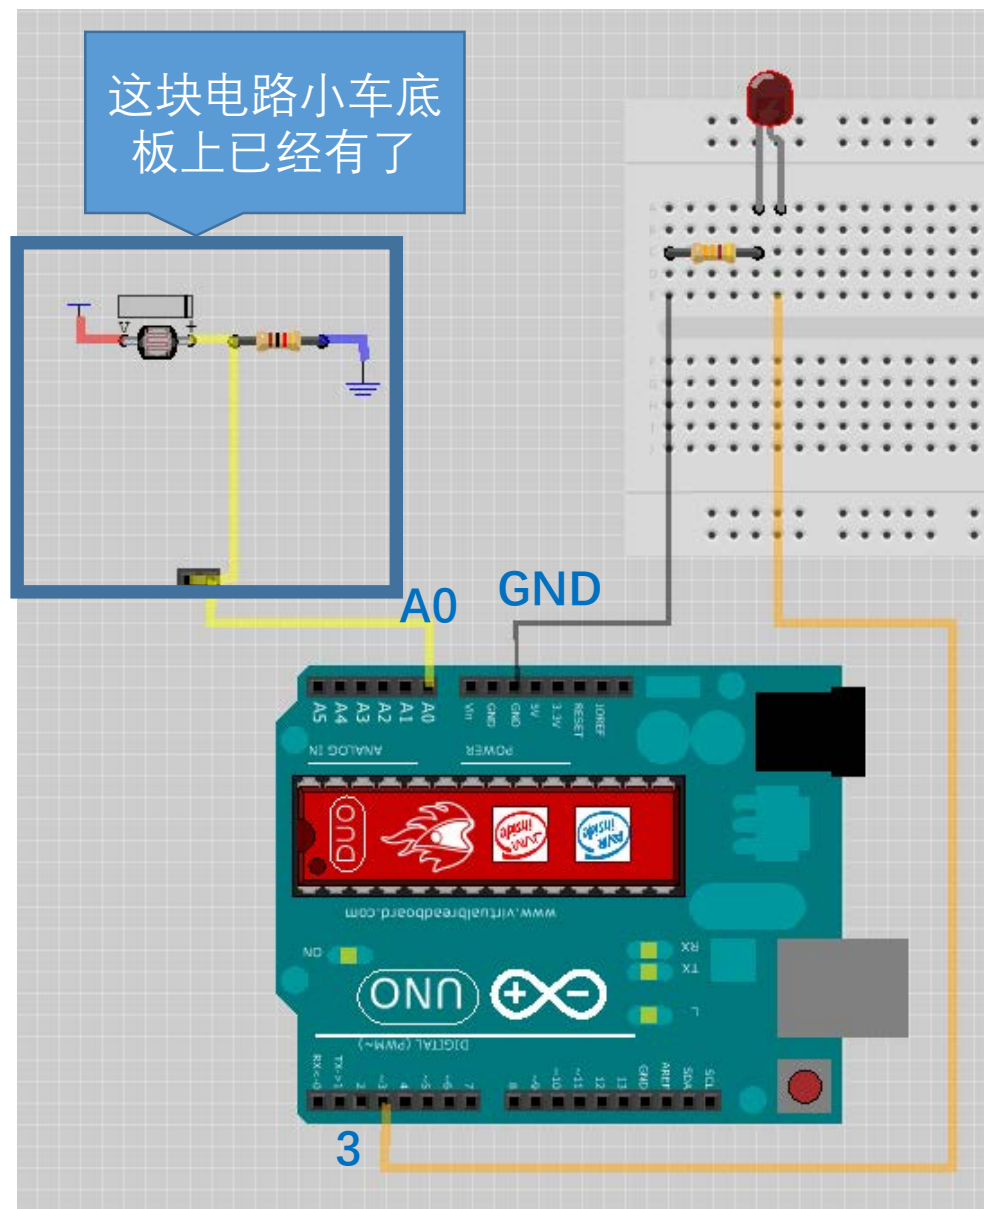 这块电路小车底
板上已经有了
V +
A0 GND
A5 A4 A3 A2 A1 A0
Vin GND GND 5V 3.3V RESET IOREF
ANALOG IN
POWER
DUO
inside
AVR inside
www.virtualbreadboard.com
ON
RX
TX
L
UNO
DIGITAL (PWM~)
RX<-0 TX->1 2 ~3 4 ~5 ~6 7 8 ~9 ~10 ~11 12 13 GND AREF SDA SCL
3